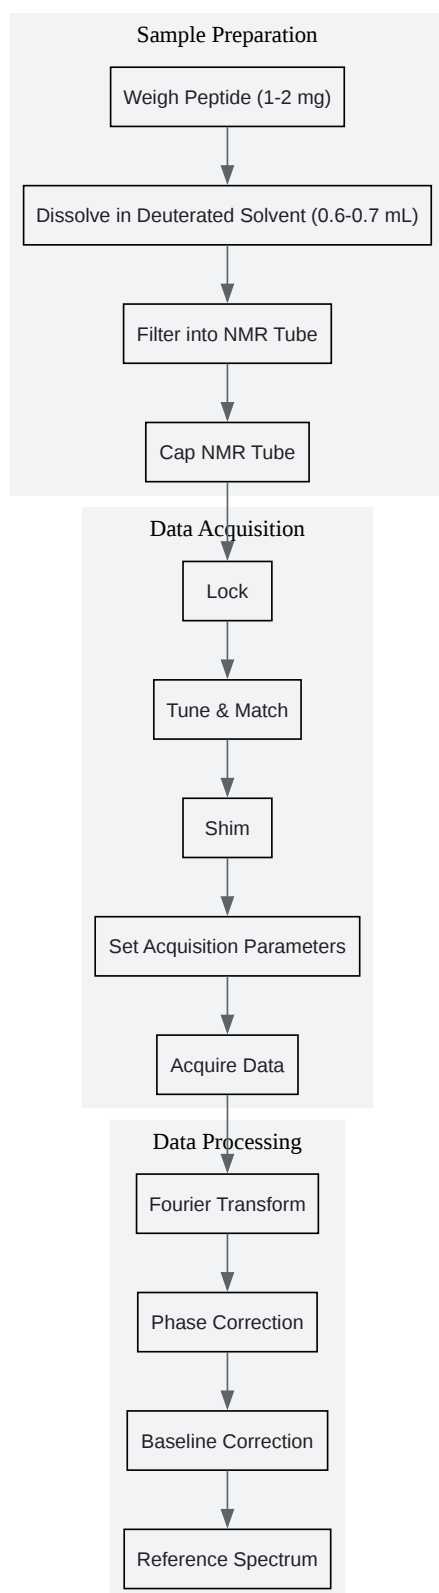 Sample Preparation
Weigh Peptide (1-2 mg)
Dissolve in Deuterated Solvent (0.6-0.7 mL)
Filter into NMR Tube
Cap NMR Tube
Data Acquisition
Lock
Tune & Match
Shim
Set Acquisition Parameters
Acquire Data
Data Processing
Fourier Transform
Phase Correction
Baseline Correction
Reference Spectrum